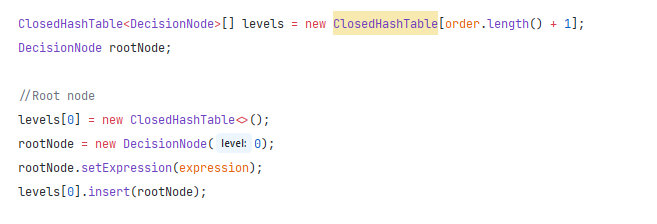 ClosedHashTable<DecisionNode>[] levels = new ClosedHashTable[order.length() + 1];
DecisionNode rootNode;
//Root node
levels[0] = new ClosedHashTable<>();
rootNode = new DecisionNode( level: 0);
rootNode.setExpression(expression);
levels[0].insert(rootNode);